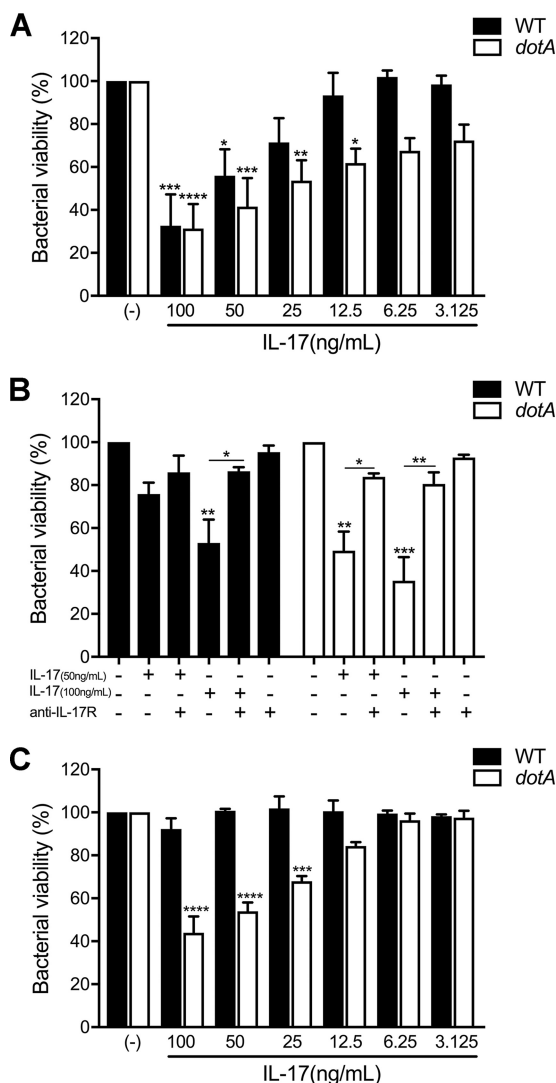 A
WT
dotA
Bacterial viability (%)
120
100
80
60
40
20
0
*** **** * *** ** *
(-) 100 50 25 12.5 6.25 3.125
IL-17(ng/mL)
B
WT
dotA
Bacterial viability (%)
120
100
80
60
40
20
0
** * ** * *** **
IL-17(50ng/mL) - + + - - - - + + - - -
IL-17(100ng/mL) - - - + + - - - - + + -
anti-IL-17R - - + - + + - - + - + +
C
WT
dotA
Bacterial viability (%)
120
100
80
60
40
20
0
**** **** ***
(-) 100 50 25 12.5 6.25 3.125
IL-17(ng/mL)